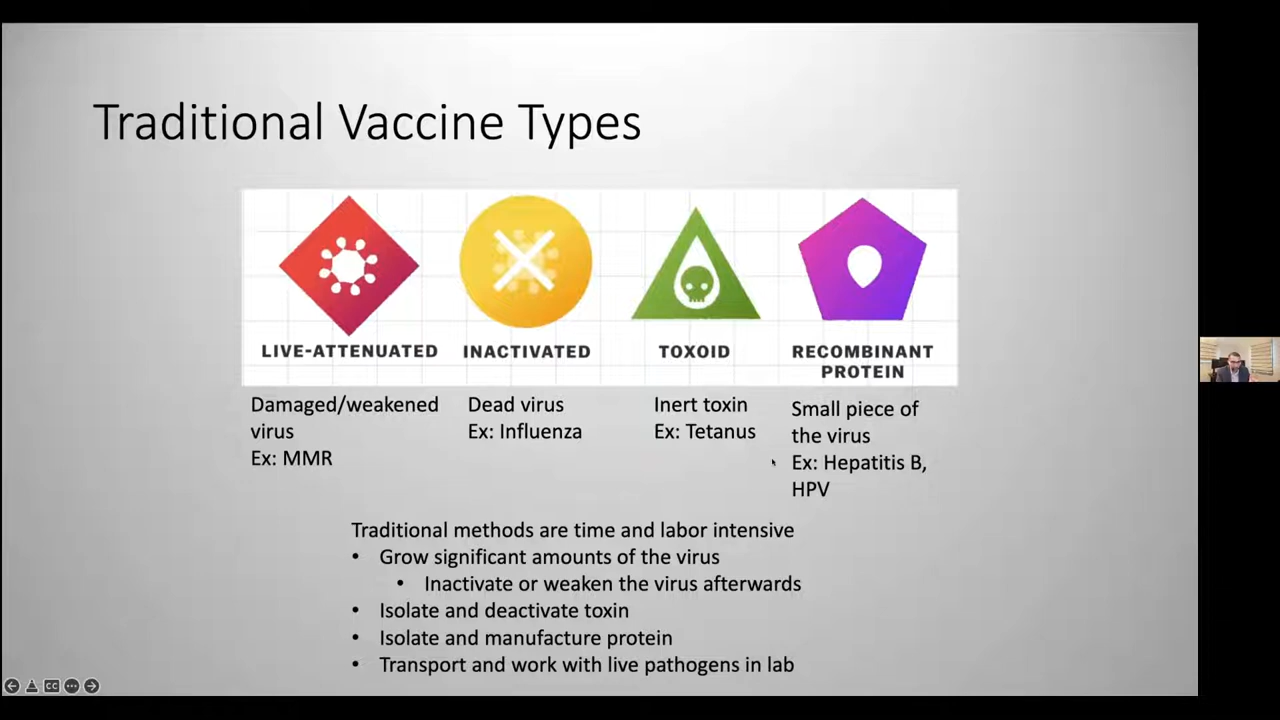 Traditional Vaccine Types
LIVE-ATTENUATED
INACTIVATED
TOXOID
RECOMBINANT
PROTEIN
Damaged/weakened
virus
Ex: MMR
Dead virus
Ex: Influenza
Inert toxin
Ex: Tetanus
Small piece of
the virus
Ex: Hepatitis B,
HPV
Traditional methods are time and labor intensive
• Grow significant amounts of the virus
• Inactivate or weaken the virus afterwards
• Isolate and deactivate toxin
• Isolate and manufacture protein
• Transport and work with live pathogens in lab
CC